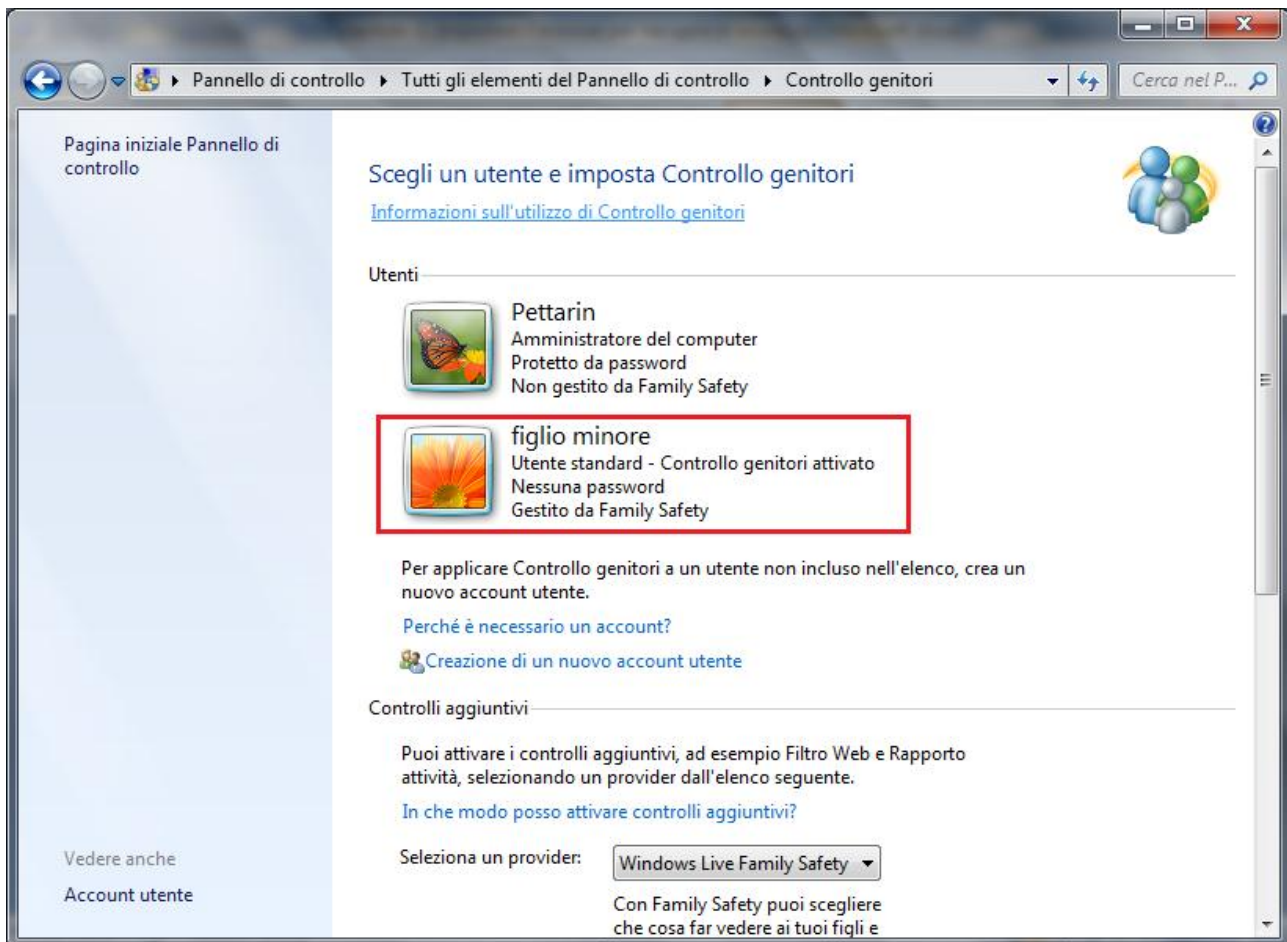 Pannello di controllo ▸ Tutti gli elementi del Pannello di controllo ▸ Controllo genitori
Cerca nel P...
Pagina iniziale Pannello di
controllo
Scegli un utente e imposta Controllo genitori
Informazioni sull'utilizzo di Controllo genitori
Utenti
Pettarin
Amministratore del computer
Protetto da password
Non gestito da Family Safety
figlio minore
Utente standard - Controllo genitori attivato
Nessuna password
Gestito da Family Safety
Per applicare Controllo genitori a un utente non incluso nell'elenco, crea un
nuovo account utente.
Perché è necessario un account?
Creazione di un nuovo account utente
Controlli aggiuntivi
Puoi attivare i controlli aggiuntivi, ad esempio Filtro Web e Rapporto
attività, selezionando un provider dall'elenco seguente.
In che modo posso attivare controlli aggiuntivi?
Seleziona un provider:
Windows Live Family Safety
Con Family Safety puoi scegliere
che cosa far vedere ai tuoi figli e
Vedere anche
Account utente